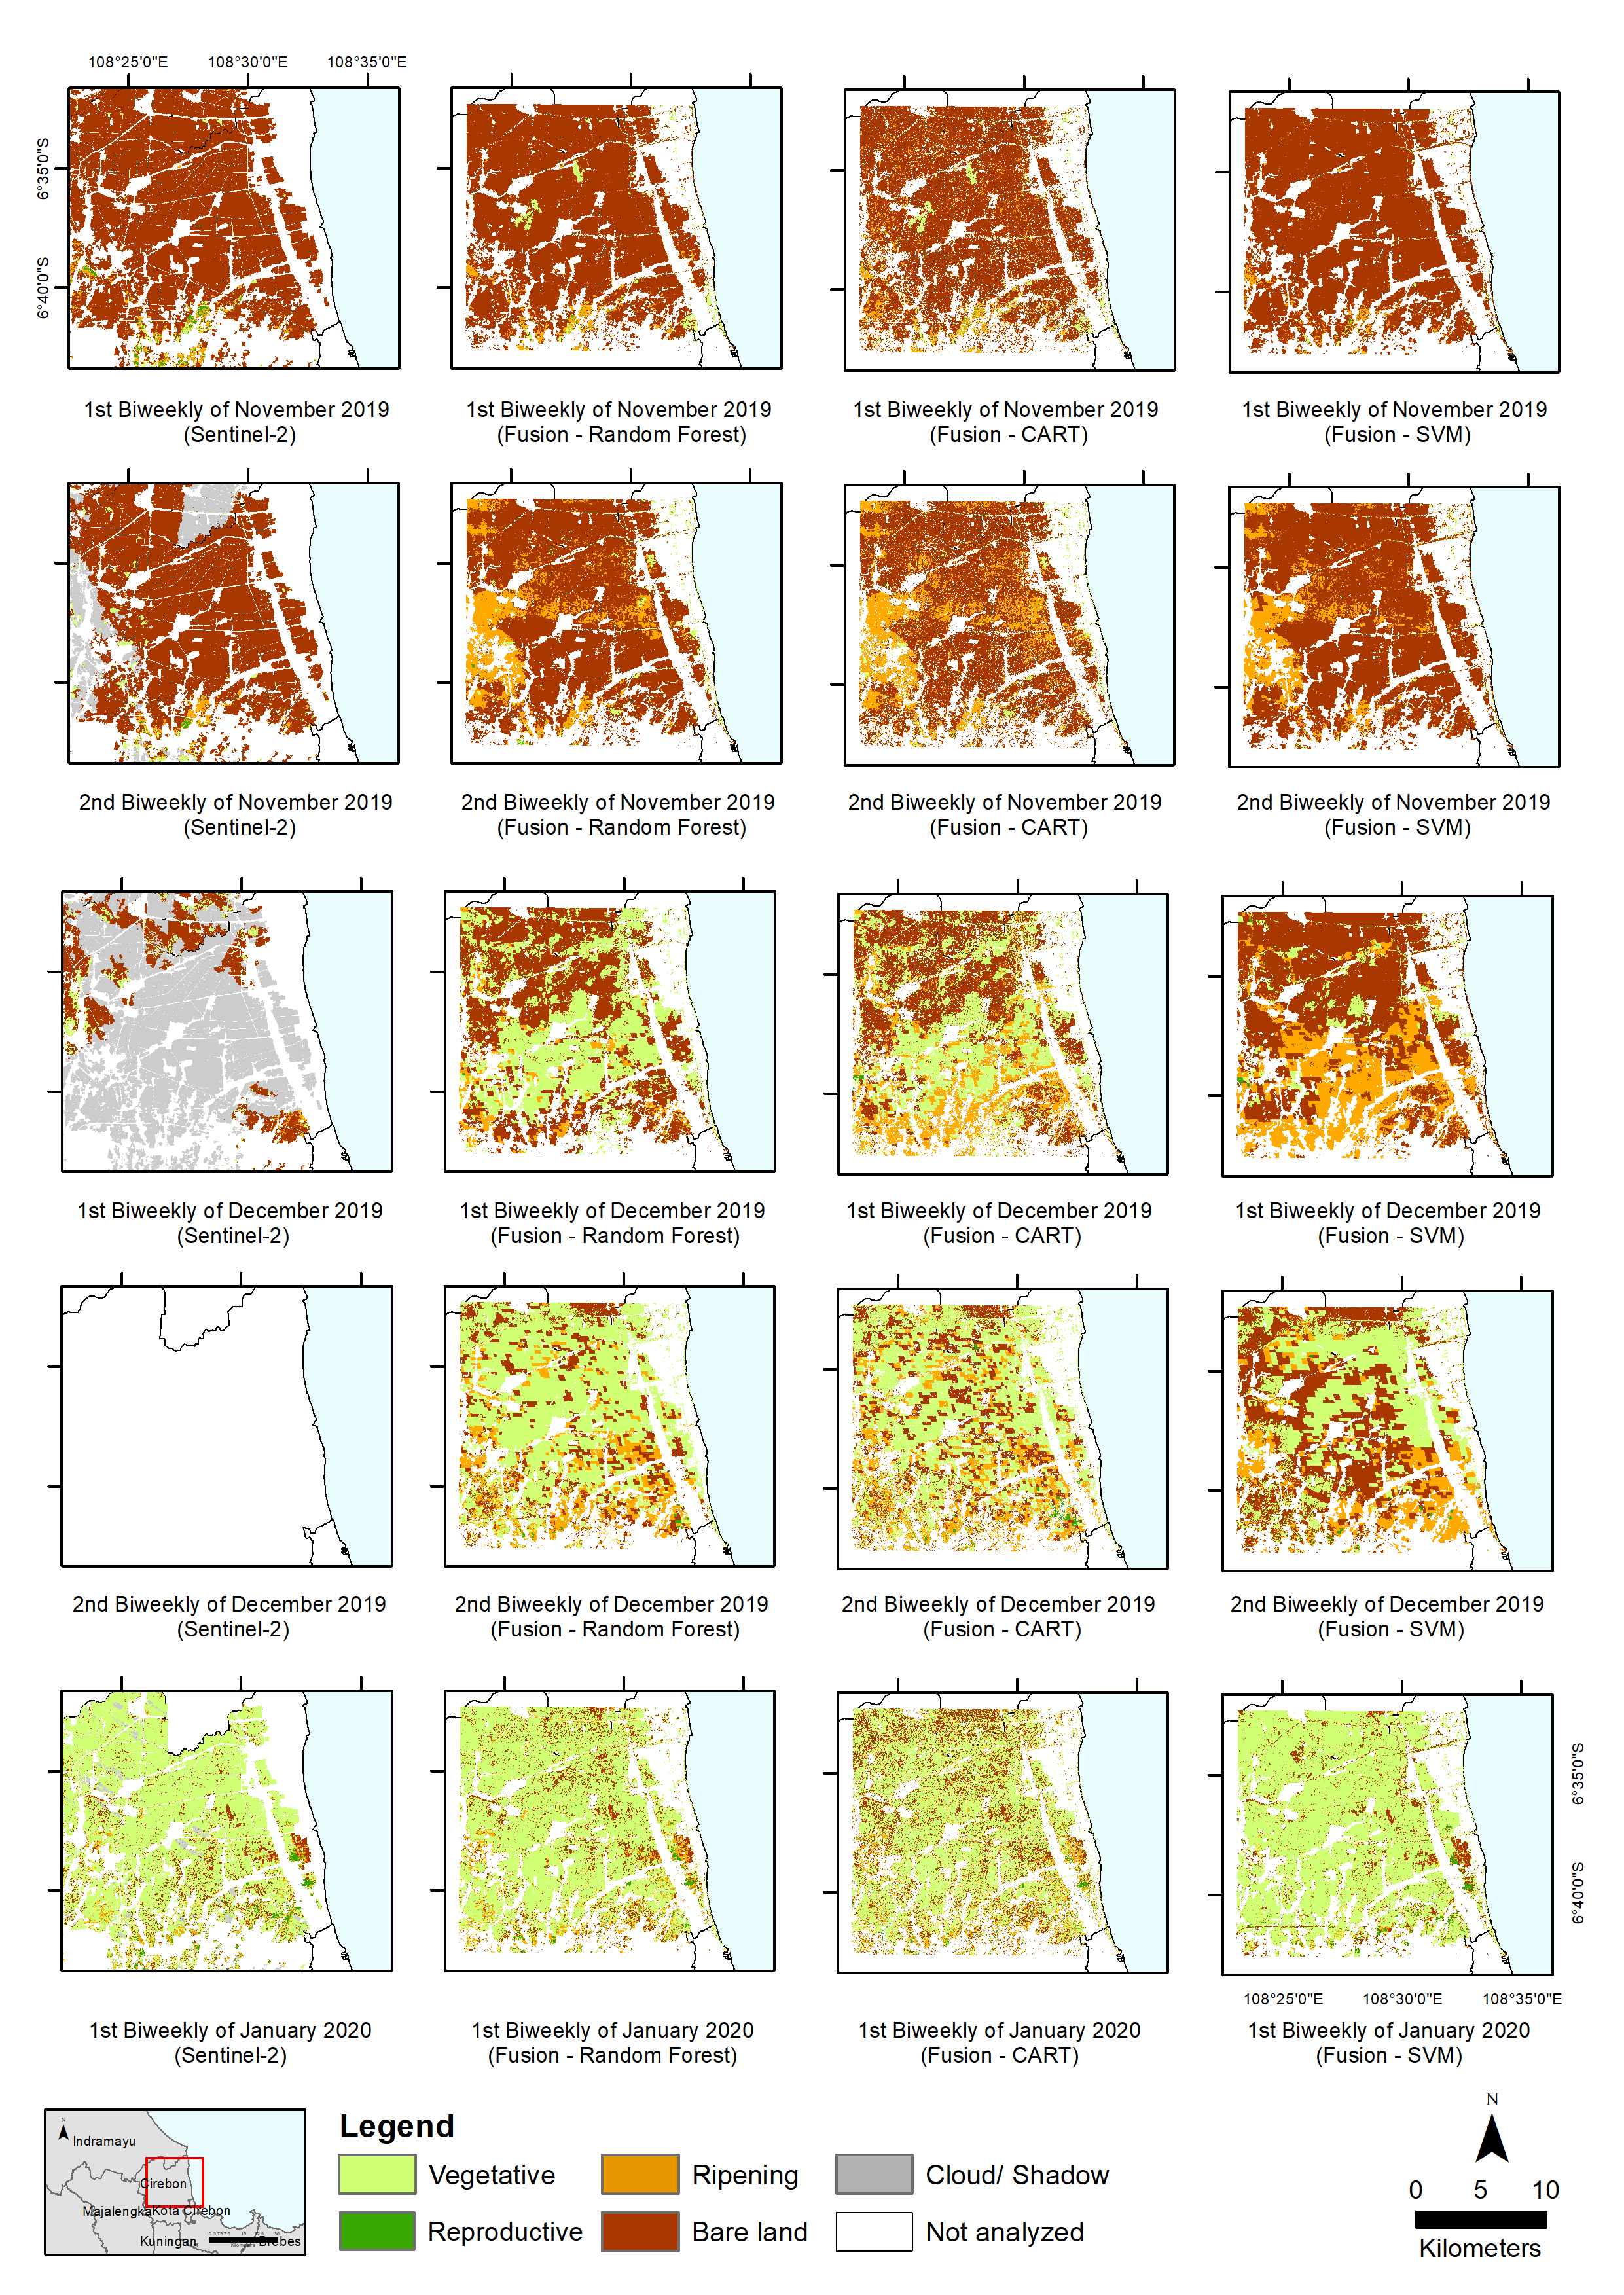 108°25'0"E 108°30'0"E 108°35'0"E
6°35'0"S
6°40'0"S
1st Biweekly of November 2019
(Sentinel-2)
1st Biweekly of November 2019
(Fusion - Random Forest)
1st Biweekly of November 2019
(Fusion - CART)
1st Biweekly of November 2019
(Fusion - SVM)
2nd Biweekly of November 2019
(Sentinel-2)
2nd Biweekly of November 2019
(Fusion - Random Forest)
2nd Biweekly of November 2019
(Fusion - CART)
2nd Biweekly of November 2019
(Fusion - SVM)
1st Biweekly of December 2019
(Sentinel-2)
1st Biweekly of December 2019
(Fusion - Random Forest)
1st Biweekly of December 2019
(Fusion - CART)
1st Biweekly of December 2019
(Fusion - SVM)
2nd Biweekly of December 2019
(Sentinel-2)
2nd Biweekly of December 2019
(Fusion - Random Forest)
2nd Biweekly of December 2019
(Fusion - CART)
2nd Biweekly of December 2019
(Fusion - SVM)
6°35'0"S
6°40'0"S
108°25'0"E 108°30'0"E 108°35'0"E
1st Biweekly of January 2020
(Sentinel-2)
1st Biweekly of January 2020
(Fusion - Random Forest)
1st Biweekly of January 2020
(Fusion - CART)
1st Biweekly of January 2020
(Fusion - SVM)
N
Indramayu
Cirebon
Majalengka Kota Cirebon
Kuningan Brebes
Kilometers
Legend
Vegetative
Ripening
Cloud/ Shadow
Reproductive
Bare land
Not analyzed
N
0 5 10
Kilometers